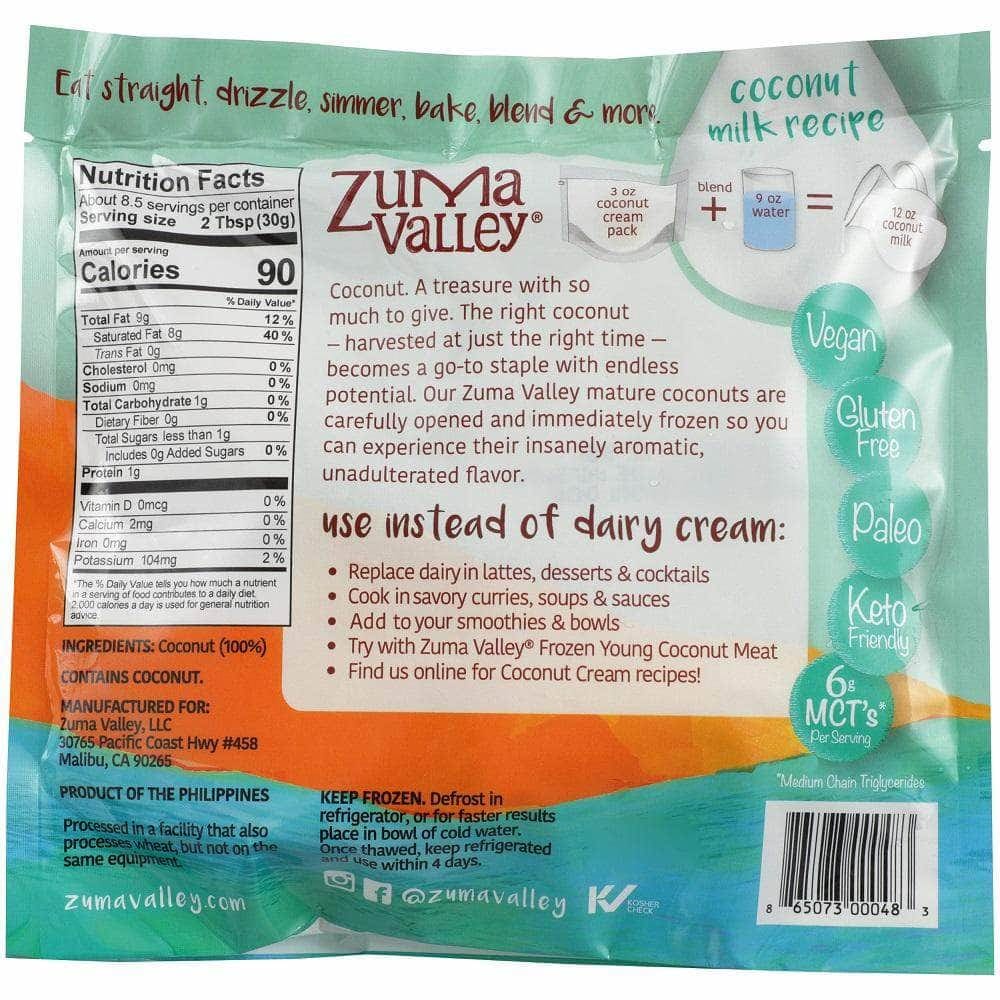 Eat straight, drizzle, simmer, bake, blend & more.
coconut
milk recipe
3 oz
coconut
cream
pack
blend
+
9 oz
water
=
12 oz
coconut
milk
Nutrition Facts
About 8.5 servings per container
Serving size 2 Tbsp (30g)
Amount per serving
Calories 90
% Daily Value*
Total Fat 9g 12%
Saturated Fat 8g 40%
Trans Fat 0g
Cholesterol 0mg 0%
Sodium 0mg 0%
Total Carbohydrate 1g 0%
Dietary Fiber 0g 0%
Total Sugars less than 1g
Includes 0g Added Sugars 0%
Protein 1g
Vitamin D 0mcg 0%
Calcium 2mg 0%
Iron 0mg 0%
Potassium 104mg 2%
*The % Daily Value tells you how much a nutrient
in a serving of food contributes to a daily diet.
2,000 calories a day is used for general nutrition
advice.
INGREDIENTS: Coconut (100%)
CONTAINS COCONUT.
MANUFACTURED FOR:
Zuma Valley, LLC
30765 Pacific Coast Hwy #458
Malibu, CA 90265
PRODUCT OF THE PHILIPPINES
Processed in a facility that also
processes wheat, but not on the
same equipment.
zumavalley.com
ZUMA
VALLEY®
Coconut. A treasure with so
much to give. The right coconut
– harvested at just the right time –
becomes a go-to staple with endless
potential. Our Zuma Valley mature coconuts are
carefully opened and immediately frozen so you
can experience their insanely aromatic,
unadulterated flavor.
use instead of dairy cream:
• Replace dairy in lattes, desserts & cocktails
• Cook in savory curries, soups & sauces
• Add to your smoothies & bowls
• Try with Zuma Valley® Frozen Young Coconut Meat
• Find us online for Coconut Cream recipes!
KEEP FROZEN. Defrost in
refrigerator, or for faster results
place in bowl of cold water.
Once thawed, keep refrigerated
and use within 4 days.
@zumavalley
KOSHER
CHECK
Vegan
Gluten
Free
Paleo
Keto
Friendly
6g
MCT's*
Per Serving
*Medium Chain Triglycerides
8 65073 00048 3